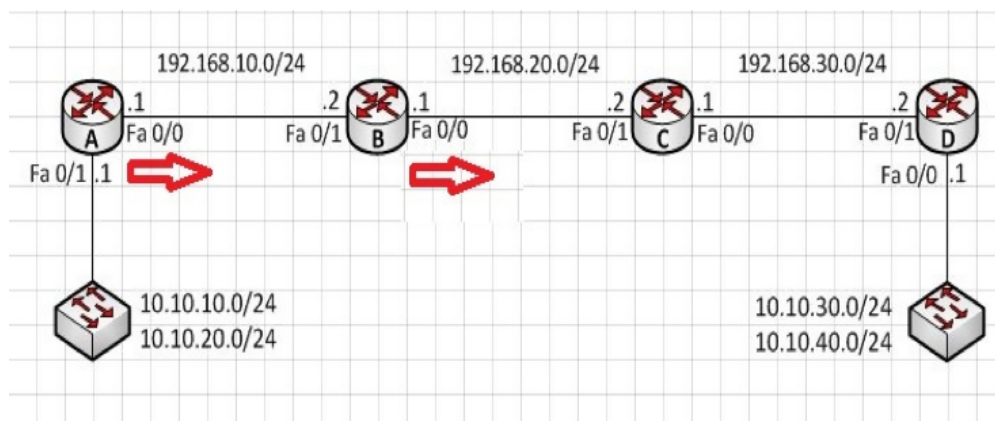 192.168.10.0/24
192.168.20.0/24
192.168.30.0/24
.1
.2
.1
.2
.1
.2
A
Fa 0/0
Fa 0/1
B
Fa 0/0
Fa 0/1
C
Fa 0/0
Fa 0/1
D
Fa 0/1 .1
Fa 0/0 .1
10.10.10.0/24
10.10.20.0/24
10.10.30.0/24
10.10.40.0/24